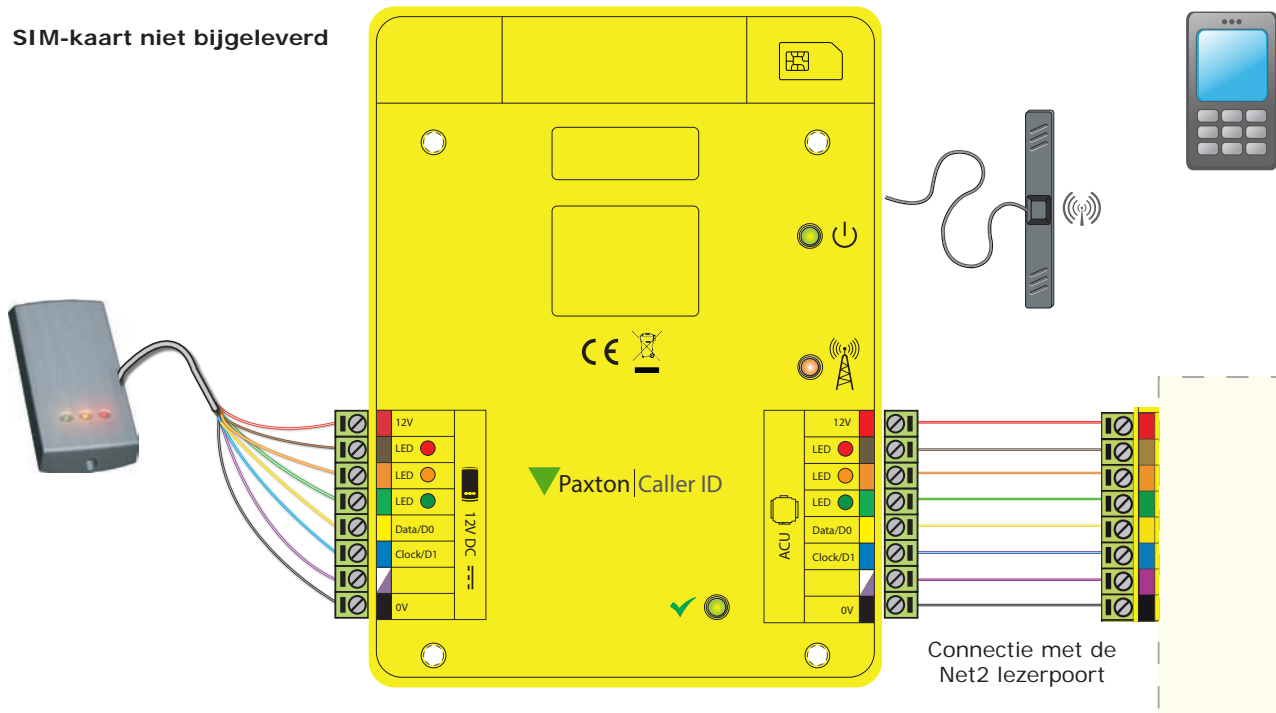 SIM-kaart niet bijgeleverd
CE
12V
LED
LED
LED
Data/D0
Clock/D1
0V
12V DC
Paxton Caller ID
ACU
12V
LED
LED
LED
Data/D0
Clock/D1
0V
Connectie met de
Net2 lezerpoort